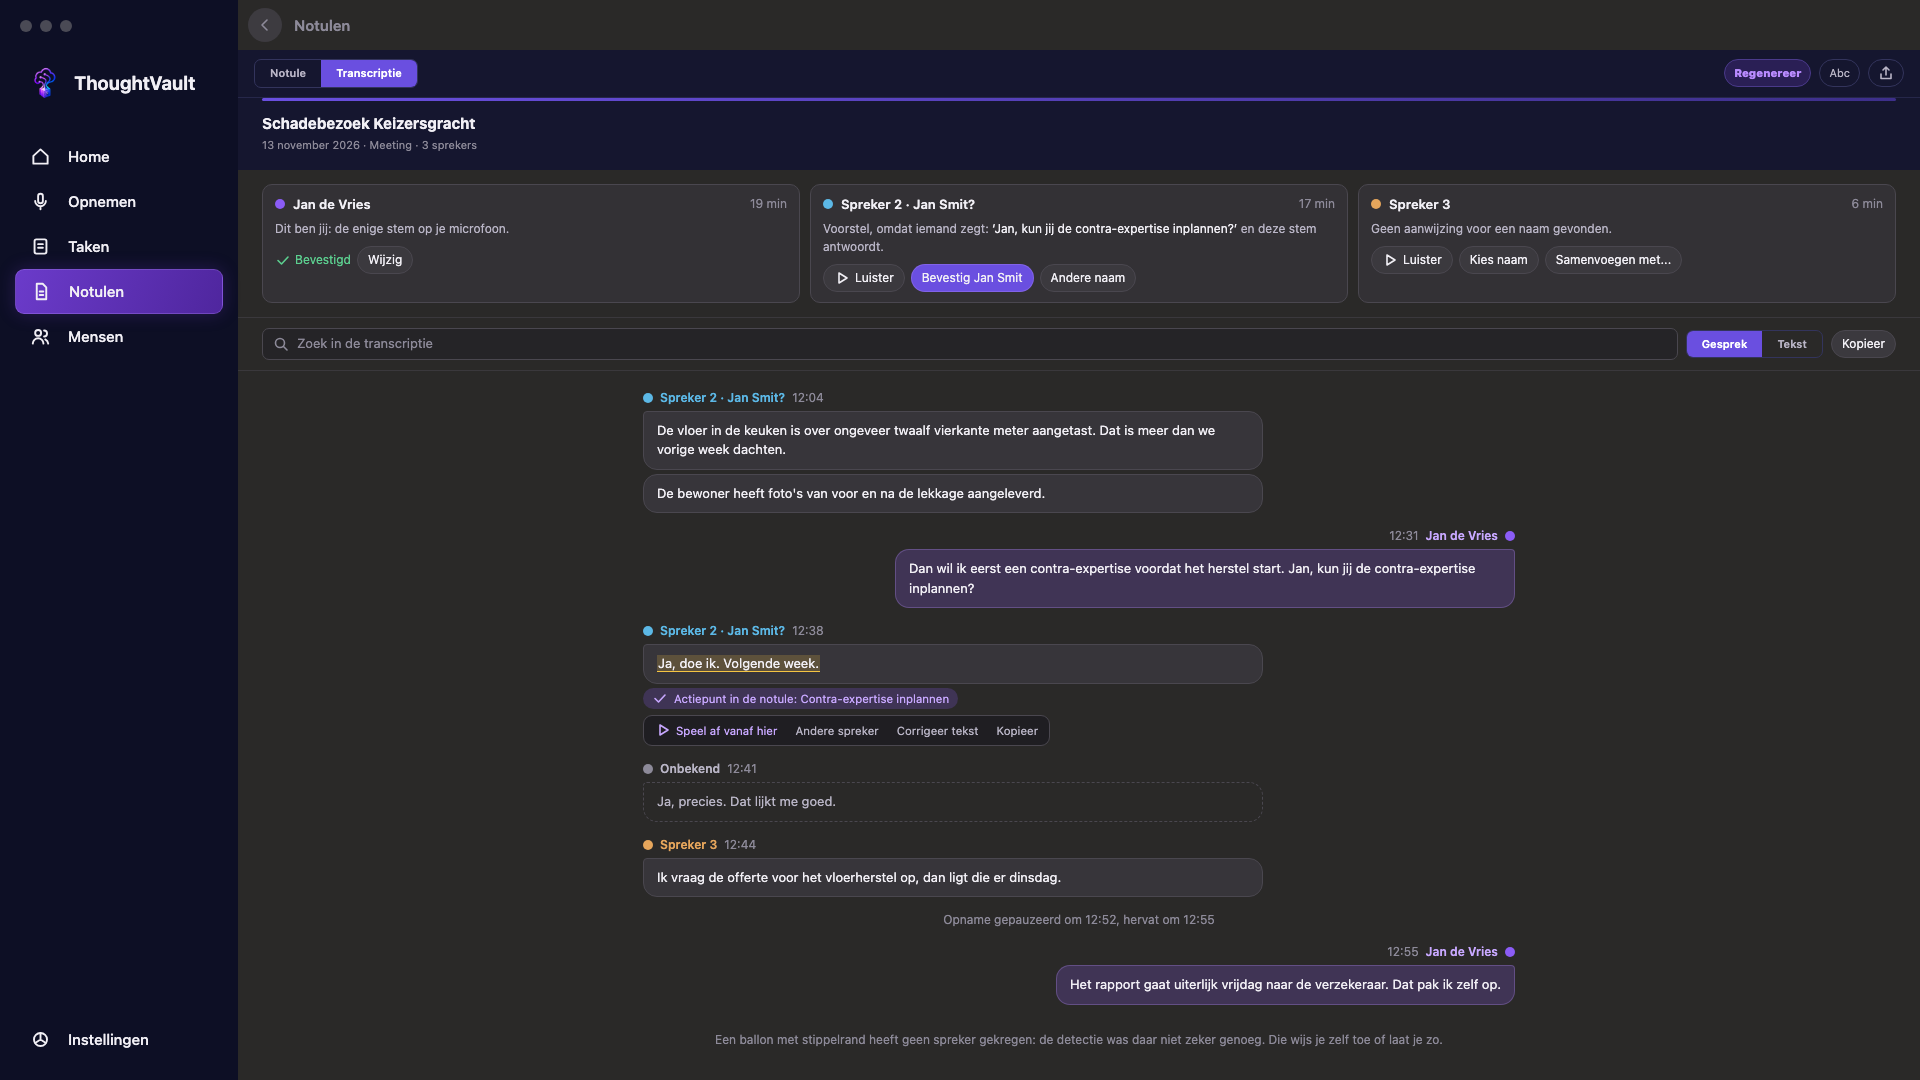 ThoughtVault
Home
Opnemen
Taken
Notulen
Mensen
Instellingen
Notulen
Notule
Transcriptie
Regenereer
Abc
Schadebezoek Keizersgracht
13 november 2026 · Meeting · 3 sprekers
Jan de Vries
19 min
Dit ben jij: de enige stem op je microfoon.
Bevestigd
Wijzig
Spreker 2 · Jan Smit?
17 min
Voorstel, omdat iemand zegt: ‘Jan, kun jij de contra-expertise inplannen?’ en deze stem
antwoordt.
Luister
Bevestig Jan Smit
Andere naam
Spreker 3
6 min
Geen aanwijzing voor een naam gevonden.
Luister
Kies naam
Samenvoegen met...
Zoek in de transcriptie
Gesprek
Tekst
Kopieer
Spreker 2 · Jan Smit? 12:04
De vloer in de keuken is over ongeveer twaalf vierkante meter aangetast. Dat is meer dan we
vorige week dachten.
De bewoner heeft foto's van voor en na de lekkage aangeleverd.
12:31 Jan de Vries
Dan wil ik eerst een contra-expertise voordat het herstel start. Jan, kun jij de contra-expertise
inplannen?
Spreker 2 · Jan Smit? 12:38
Ja, doe ik. Volgende week.
Actiepunt in de notule: Contra-expertise inplannen
Speel af vanaf hier
Andere spreker
Corrigeer tekst
Kopieer
Onbekend 12:41
Ja, precies. Dat lijkt me goed.
Spreker 3 12:44
Ik vraag de offerte voor het vloerherstel op, dan ligt die er dinsdag.
Opname gepauzeerd om 12:52, hervat om 12:55
12:55 Jan de Vries
Het rapport gaat uiterlijk vrijdag naar de verzekeraar. Dat pak ik zelf op.
Een ballon met stippelrand heeft geen spreker gekregen: de detectie was daar niet zeker genoeg. Die wijs je zelf toe of laat je zo.